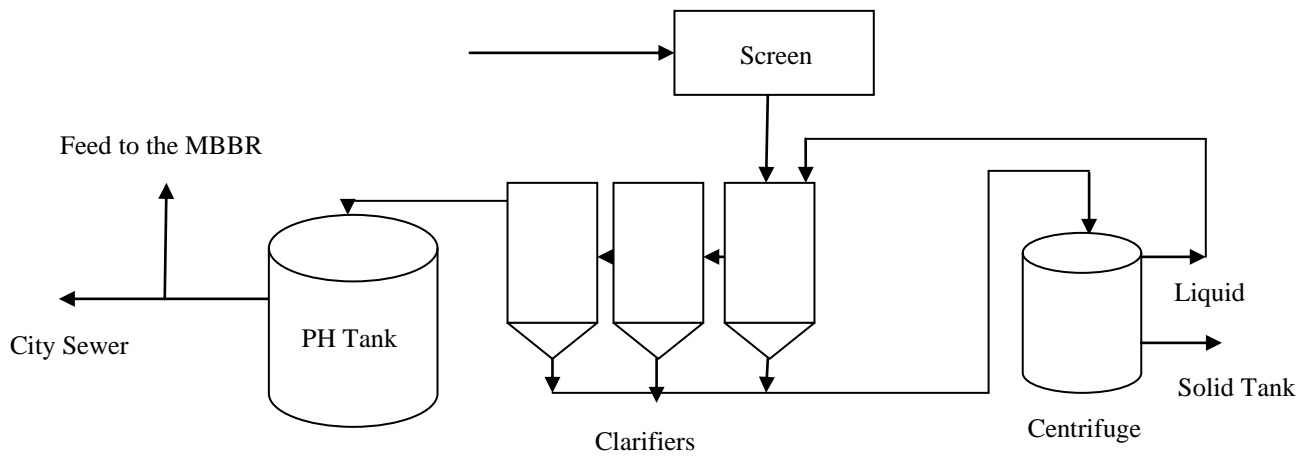 Screen
Feed to the MBBR
Liquid
PH Tank
City Sewer
Solid Tank
Centrifuge
Clarifiers